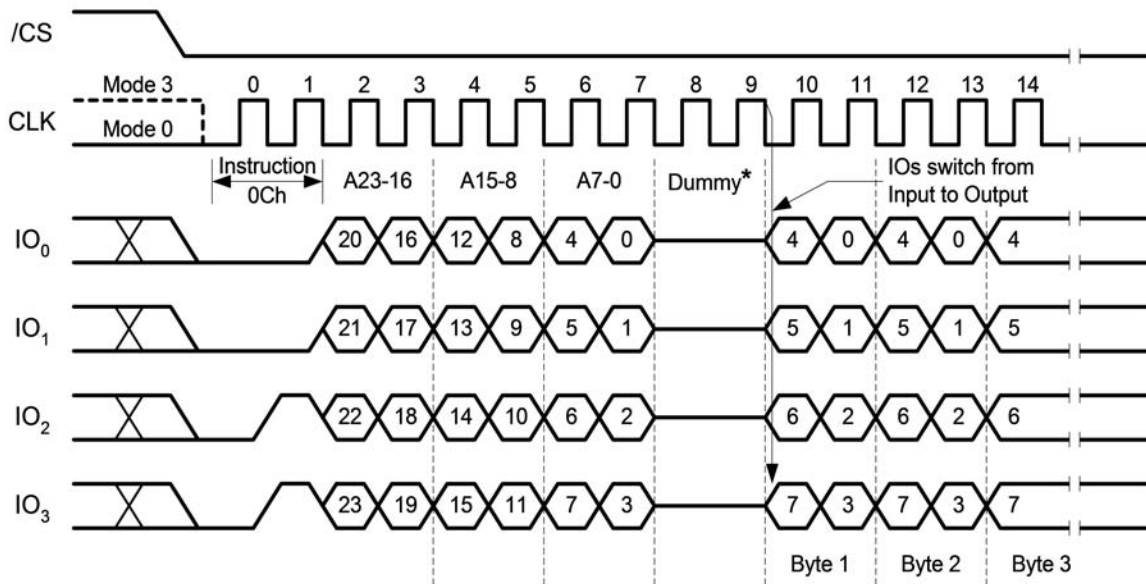 /CS
Mode 3 0 1 2 3 4 5 6 7 8 9 10 11 12 13 14
CLK
Mode 0
Instruction
0Ch
A23-16 A15-8 A7-0 Dummy*
IOs switch from
Input to Output
IO0 20 16 12 8 4 0 4 0 4 0 4
IO1 21 17 13 9 5 1 5 1 5 1 5
IO2 22 18 14 10 6 2 6 2 6 2 6
IO3 23 19 15 11 7 3 7 3 7 3 7
Byte 1 Byte 2 Byte 3